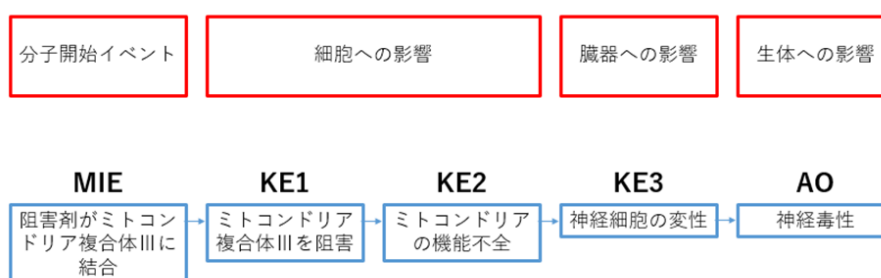 分子開始イベント
細胞への影響
臓器への影響
生体への影響
MIE
KE1
KE2
KE3
AO
阻害剤がミトコン
ドリア複合体Ⅲに
結合
ミトコンドリア
複合体Ⅲを阻害
ミトコンドリア
の機能不全
神経細胞の変性
神経毒性